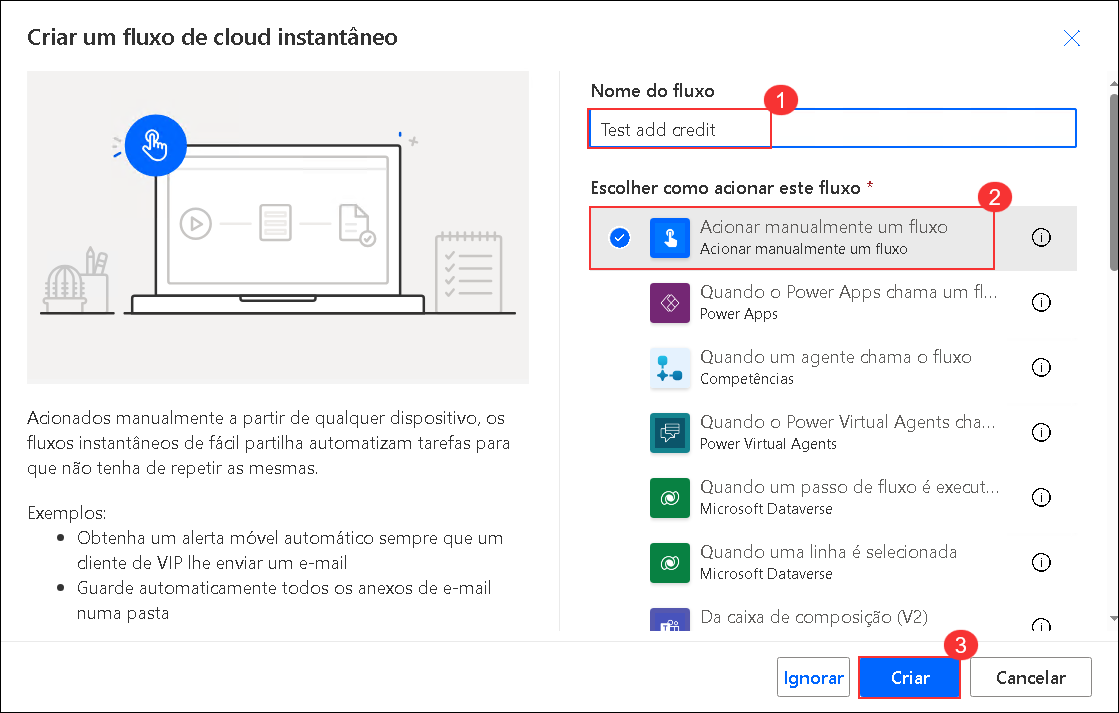 Criar um fluxo de cloud instantâneo
Acionados manualmente a partir de qualquer dispositivo, os
fluxos instantâneos de fácil partilha automatizam tarefas para
que não tenha de repetir as mesmas.
Exemplos:
Obtenha um alerta móvel automático sempre que um
cliente de VIP lhe enviar um e-mail
Guarde automaticamente todos os anexos de e-mail
numa pasta
Nome do fluxo
1
Test add credit
Escolher como acionar este fluxo *
2
Acionar manualmente um fluxo
Acionar manualmente um fluxo
Quando o Power Apps chama um fl...
Power Apps
Quando um agente chama o fluxo
Competências
Quando o Power Virtual Agents cha...
Power Virtual Agents
Quando um passo de fluxo é execut...
Microsoft Dataverse
Quando uma linha é selecionada
Microsoft Dataverse
Da caixa de composição (V2)
3
Ignorar
Criar
Cancelar